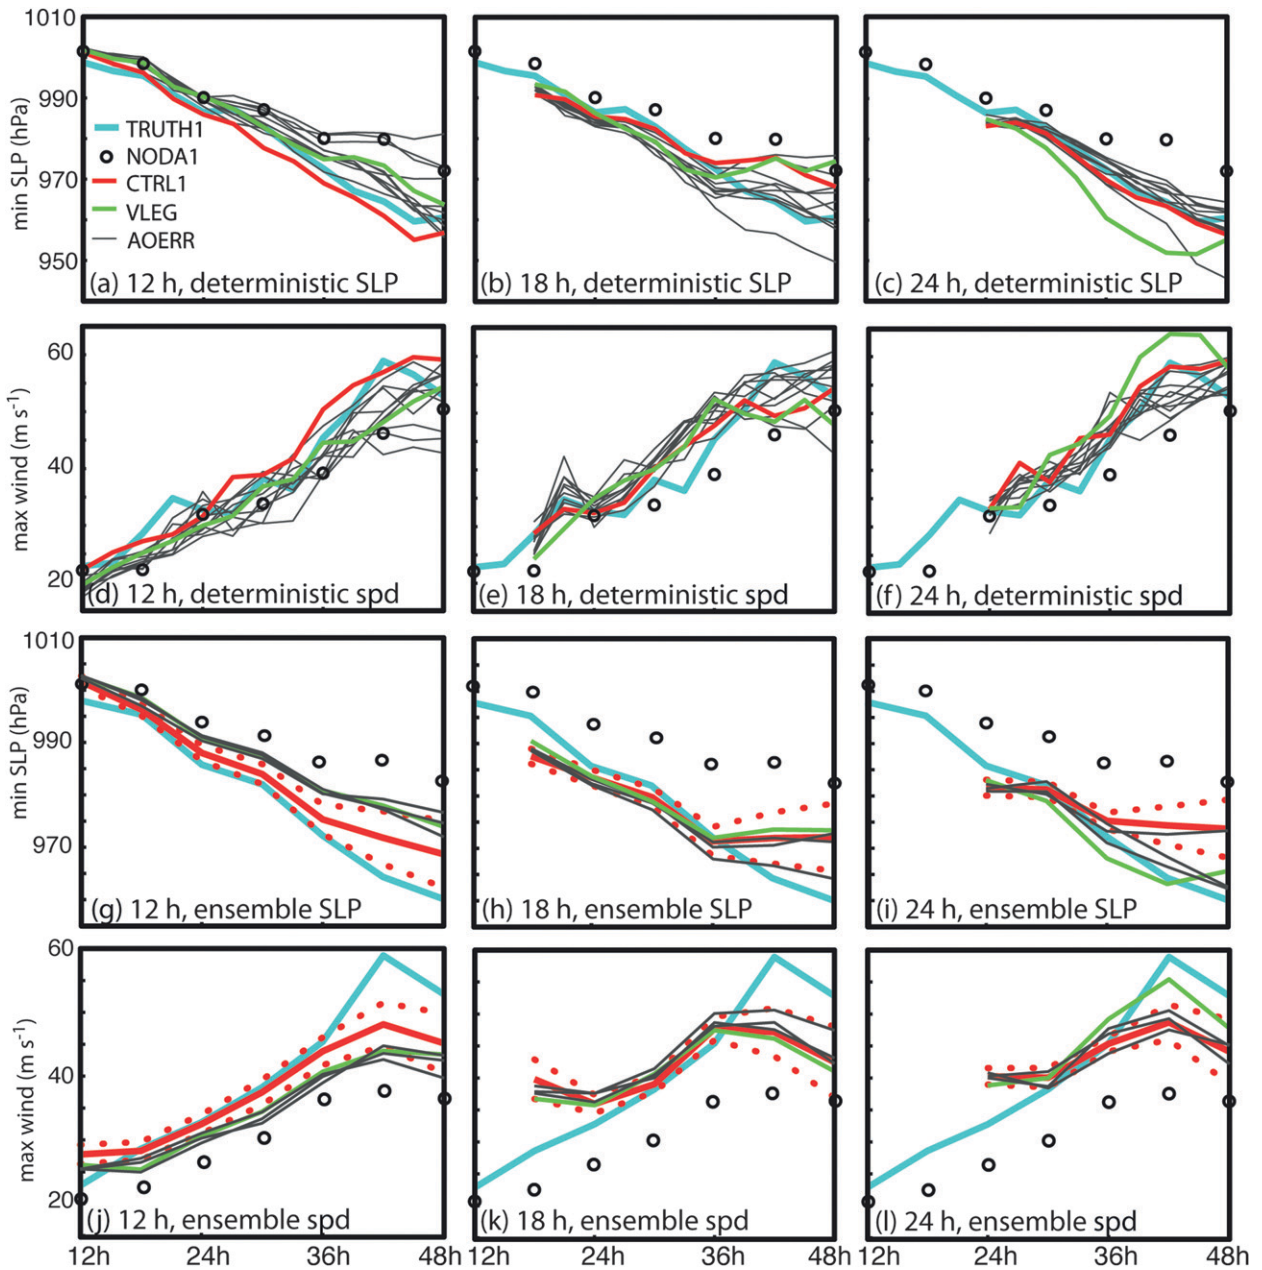 1010
990
970
950
min SLP (hPa)
TRUTH1
NODA1
CTRL1
VLEG
AOERR
(a) 12 h, deterministic SLP
(b) 18 h, deterministic SLP
(c) 24 h, deterministic SLP
60
40
20
max wind (m s-1)
(d) 12 h, deterministic spd
(e) 18 h, deterministic spd
(f) 24 h, deterministic spd
1010
990
970
min SLP (hPa)
(g) 12 h, ensemble SLP
(h) 18 h, ensemble SLP
(i) 24 h, ensemble SLP
60
40
20
max wind (m s-1)
(j) 12 h, ensemble spd
(k) 18 h, ensemble spd
(l) 24 h, ensemble spd
12h 24h 36h 48h 12h 24h 36h 48h 12h 24h 36h 48h